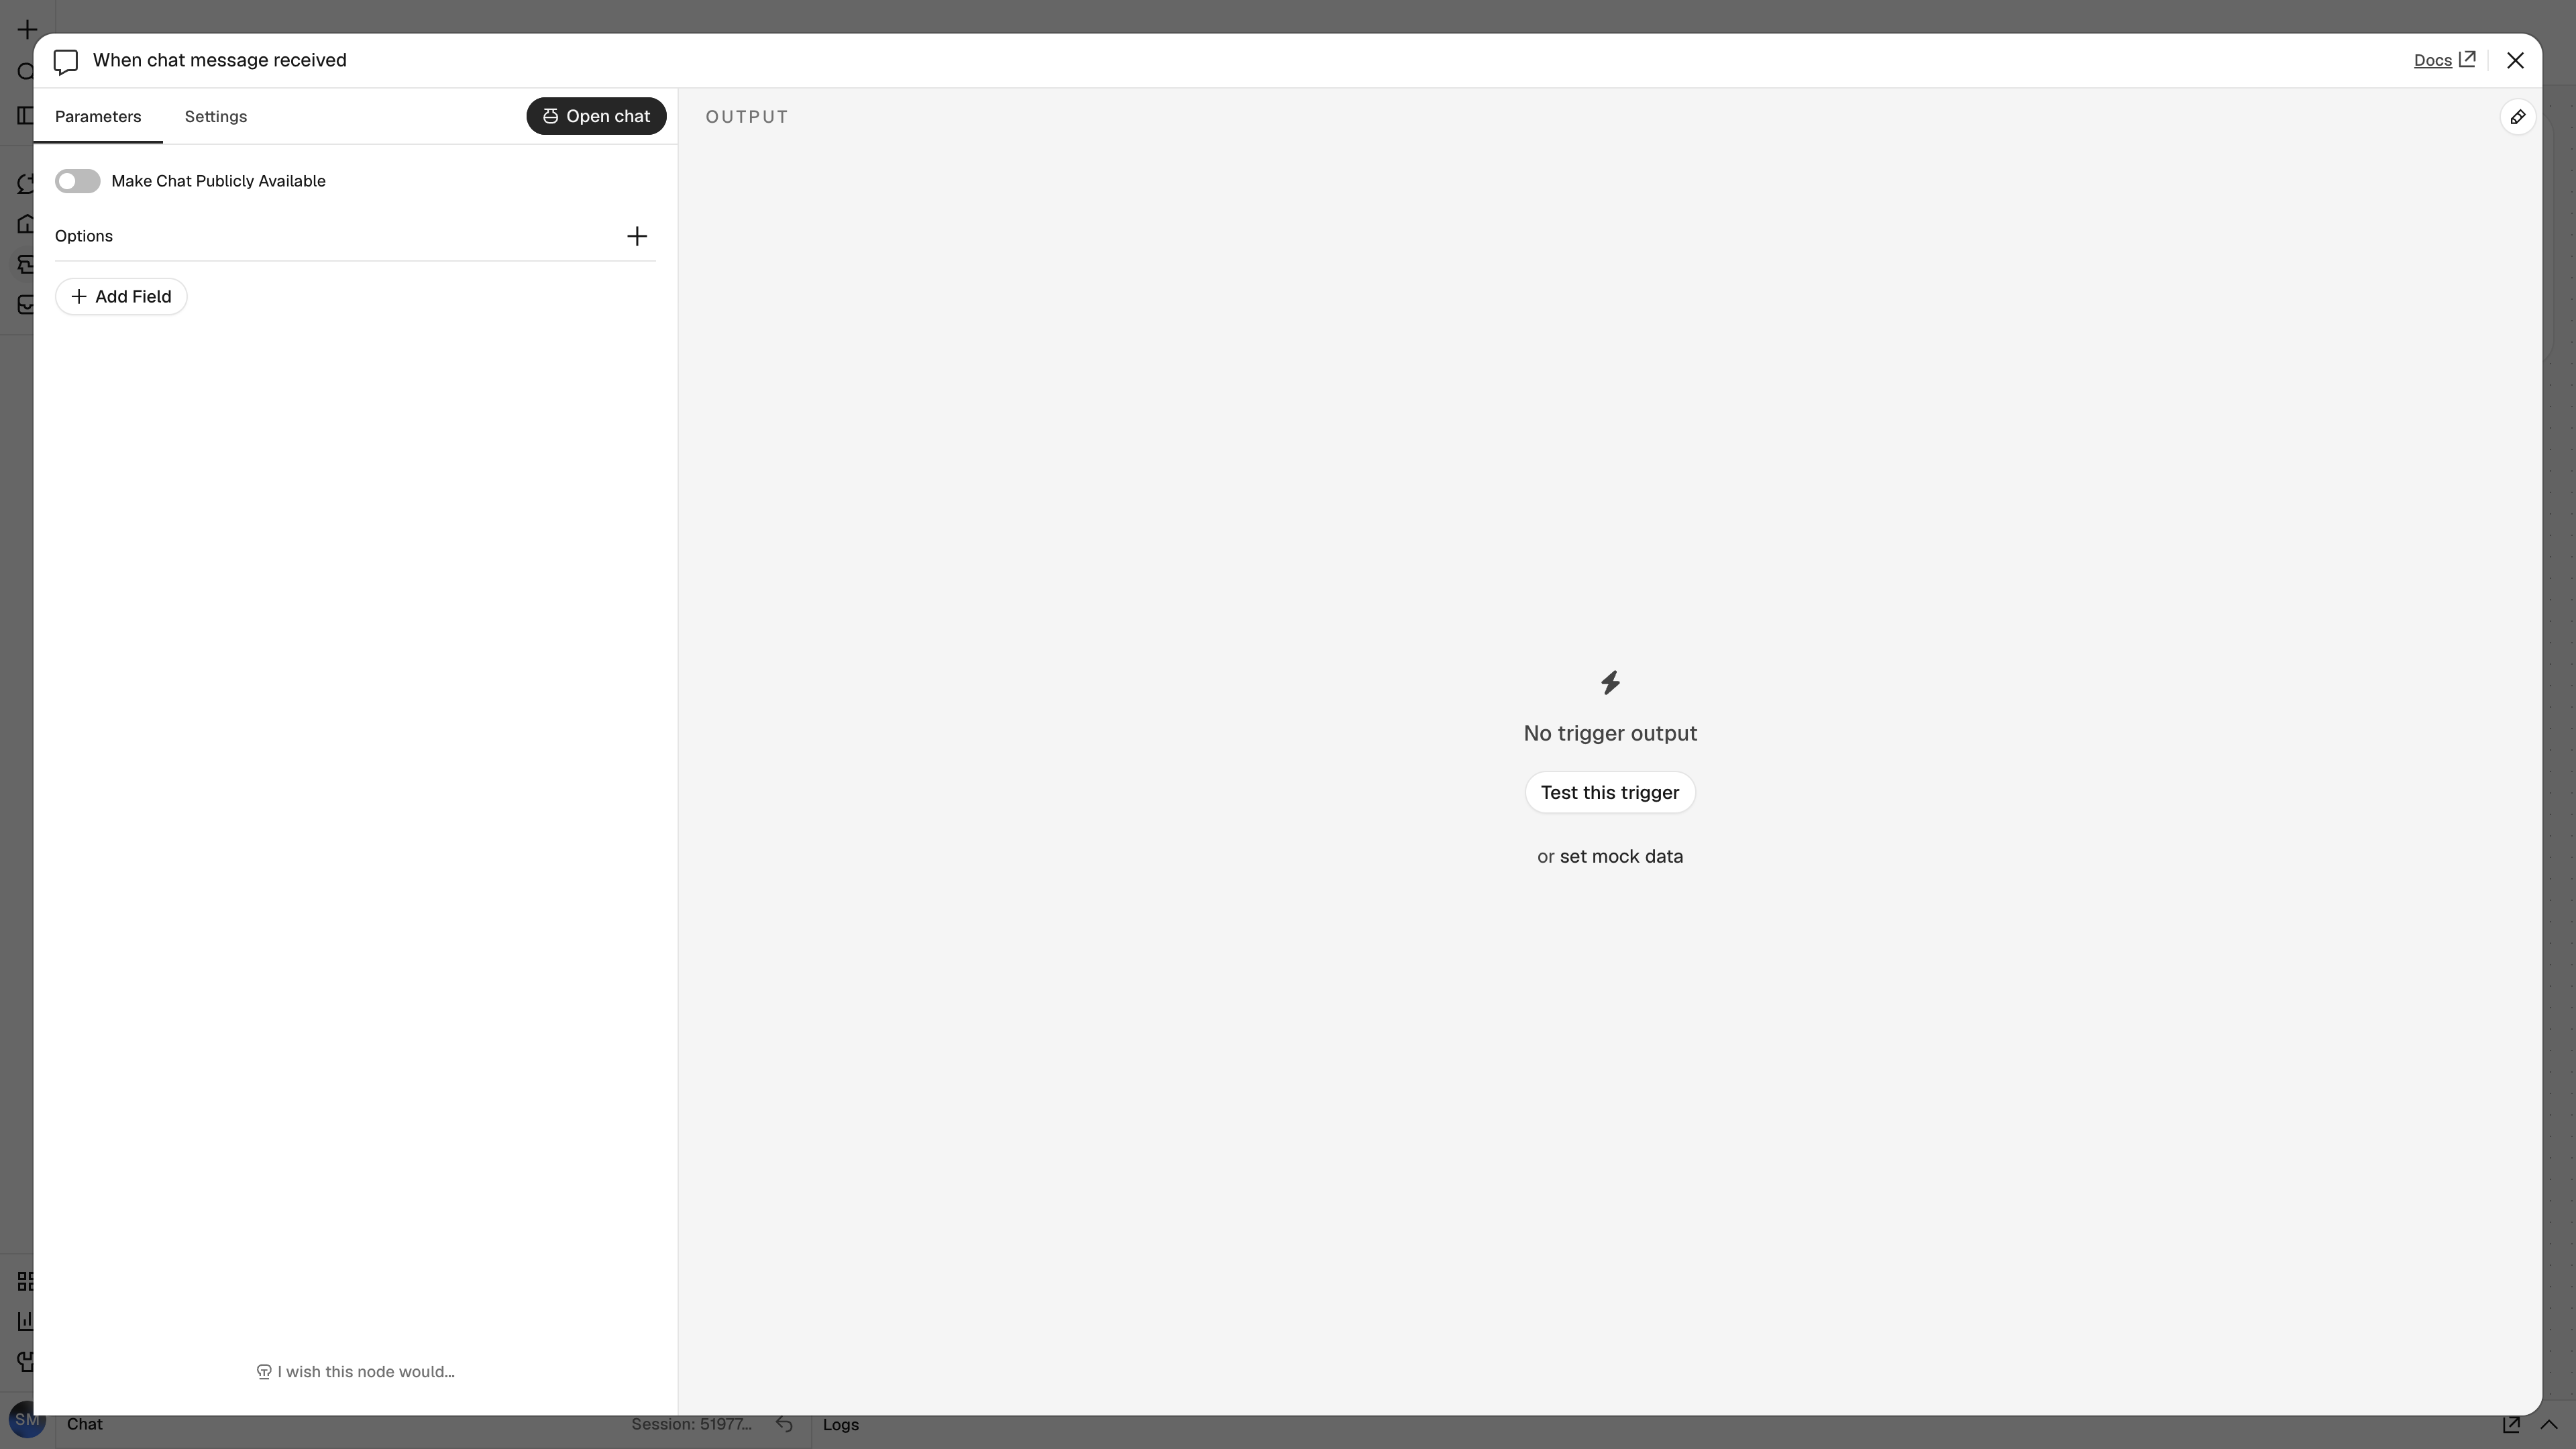 When chat message received
Docs
Parameters
Settings
Open chat
OUTPUT
Make Chat Publicly Available
Options
Add Field
No trigger output
Test this trigger
or set mock data
I wish this node would...
SM
Chat
Session: 51977...
Logs